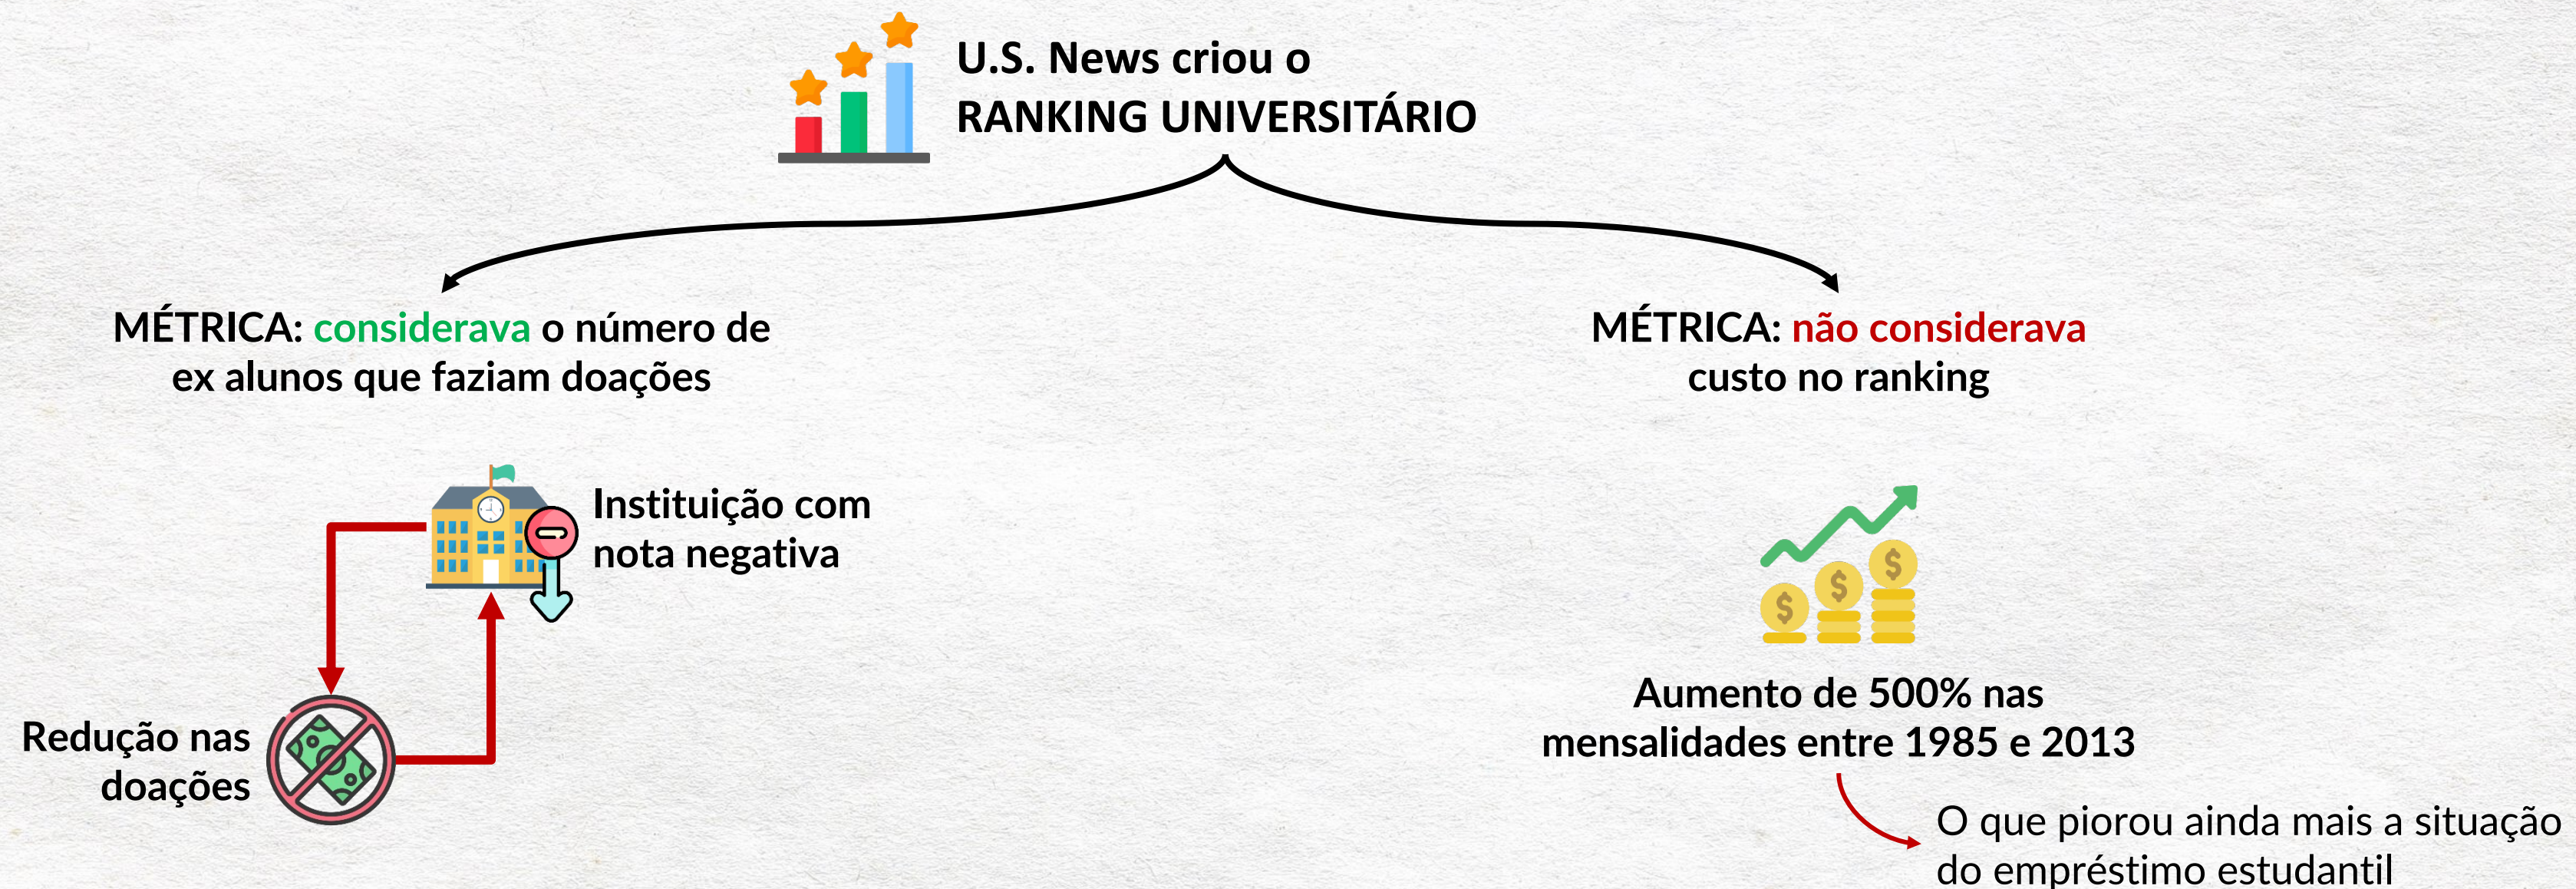 U.S. News criou o
RANKING UNIVERSITÁRIO
MÉTRICA: considerava o número de
ex alunos que faziam doações
Instituição com
nota negativa
Redução nas
doações
MÉTRICA: não considerava
custo no ranking
Aumento de 500% nas
mensalidades entre 1985 e 2013
O que piorou ainda mais a situação
do empréstimo estudantil